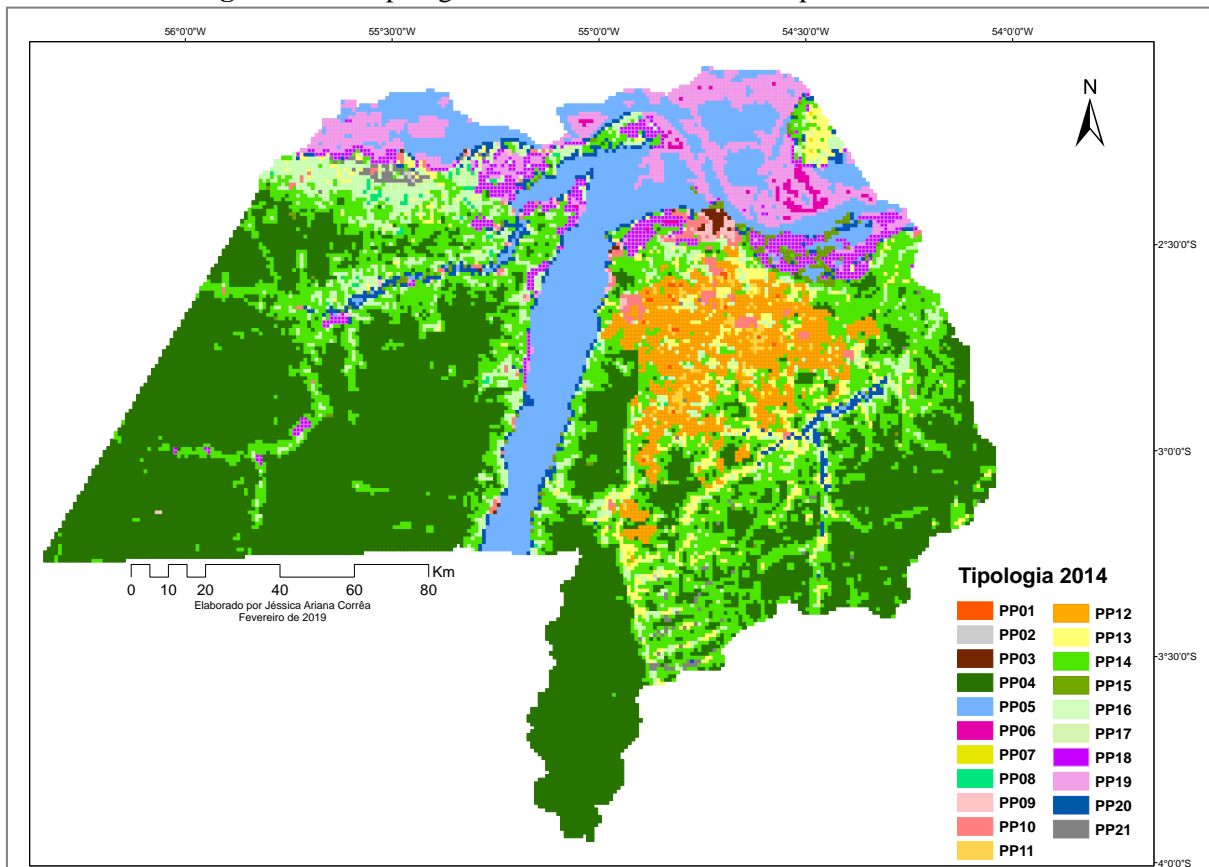 56°0'0"W 55°30'0"W 55°0'0"W 54°30'0"W 54°0'0"W
N
2°30'0"S
3°0'0"S
Km
0 10 20 40 60 80
Elaborado por Jéssica Ariana Corrêa
Fevereiro de 2019
Tipologia 2014
PP01
PP02
PP03
PP04
PP05
PP06
PP07
PP08
PP09
PP10
PP11
PP12
PP13
PP14
PP15
PP16
PP17
PP18
PP19
PP20
PP21
3°30'0"S
4°0'0"S